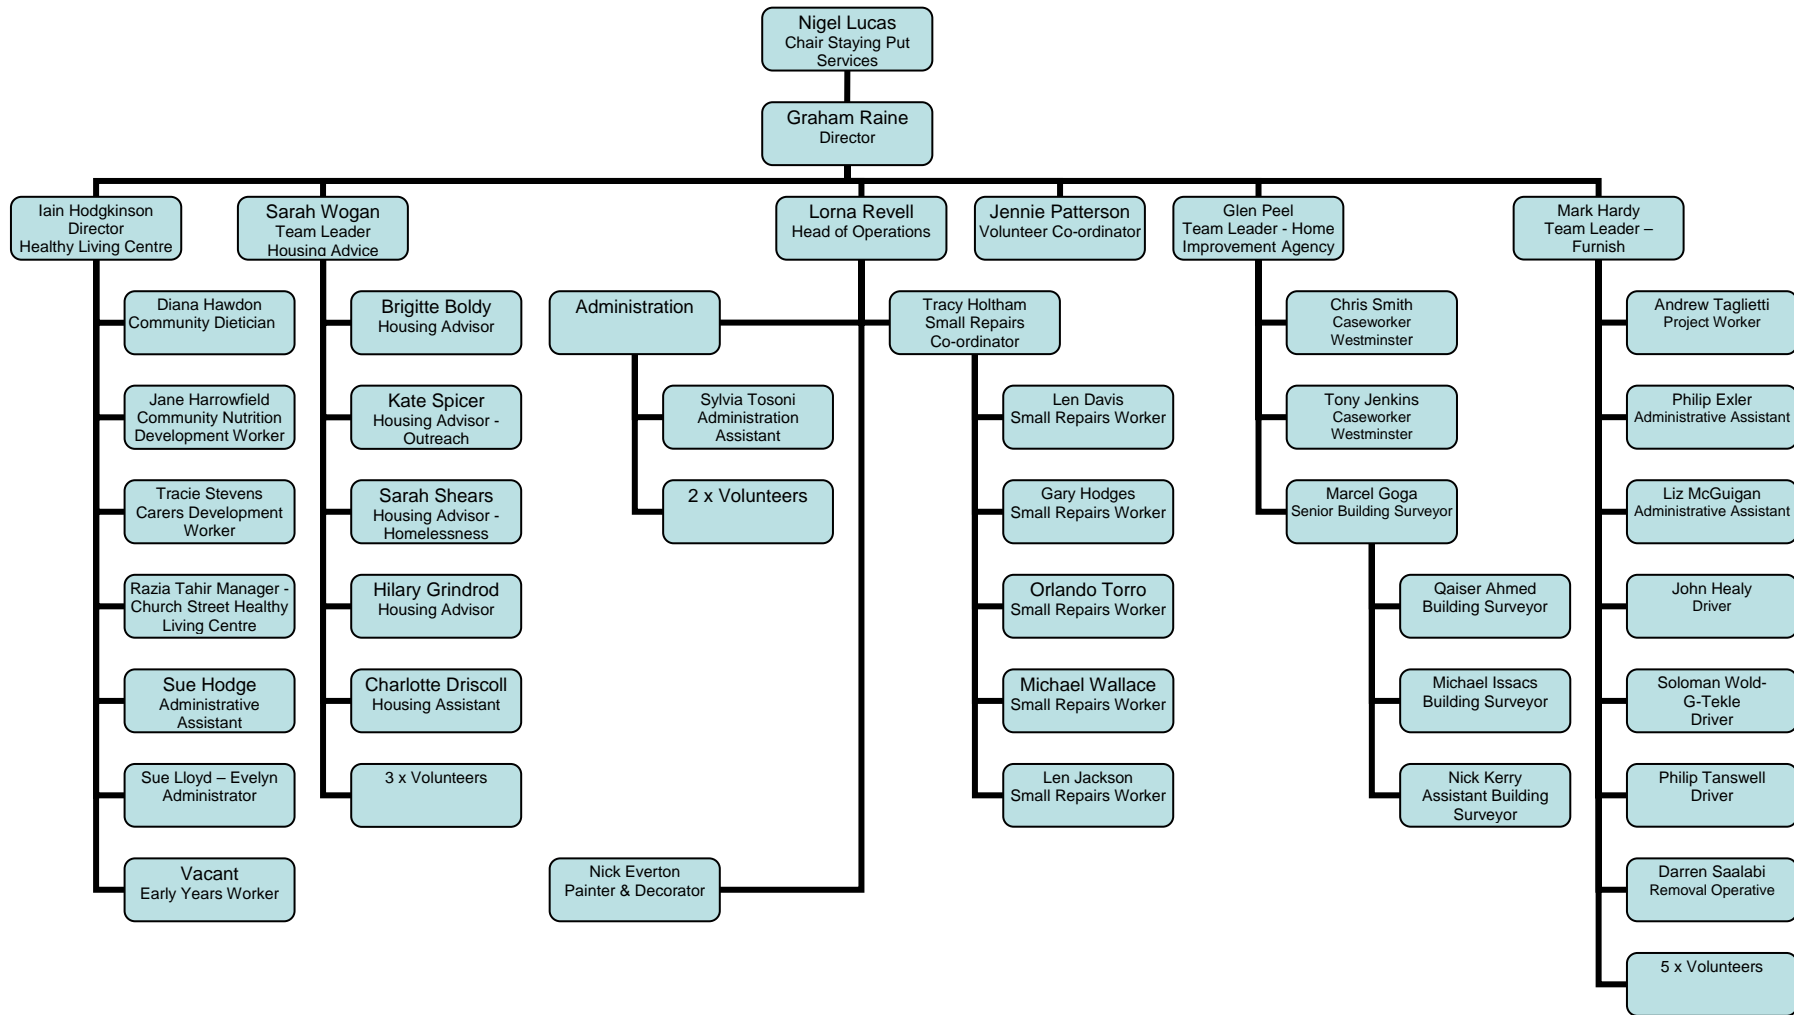 Nigel Lucas
Chair Staying Put
Services
Graham Raine
Director
Iain Hodgkinson
Director
Healthy Living Centre
Sarah Wogan
Team Leader
Housing Advice
Lorna Revell
Head of Operations
Jennie Patterson
Volunteer Co-ordinator
Glen Peel
Team Leader - Home
Improvement Agency
Mark Hardy
Team Leader –
Furnish
Diana Hawdon
Community Dietician
Jane Harrowfield
Community Nutrition
Development Worker
Tracie Stevens
Carers Development
Worker
Razia Tahir Manager -
Church Street Healthy
Living Centre
Sue Hodge
Administrative
Assistant
Sue Lloyd – Evelyn
Administrator
Vacant
Early Years Worker
Brigitte Boldy
Housing Advisor
Kate Spicer
Housing Advisor -
Outreach
Sarah Shears
Housing Advisor -
Homelessness
Hilary Grindrod
Housing Advisor
Charlotte Driscoll
Housing Assistant
3 x Volunteers
Administration
Sylvia Tosoni
Administration
Assistant
2 x Volunteers
Nick Everton
Painter & Decorator
Tracy Holtham
Small Repairs
Co-ordinator
Len Davis
Small Repairs Worker
Gary Hodges
Small Repairs Worker
Orlando Torro
Small Repairs Worker
Michael Wallace
Small Repairs Worker
Len Jackson
Small Repairs Worker
Chris Smith
Caseworker
Westminster
Tony Jenkins
Caseworker
Westminster
Marcel Goga
Senior Building Surveyor
Qaiser Ahmed
Building Surveyor
Michael Issacs
Building Surveyor
Nick Kerry
Assistant Building
Surveyor
Andrew Taglietti
Project Worker
Philip Exler
Administrative Assistant
Liz McGuigan
Administrative Assistant
John Healy
Driver
Soloman Wold-
G-Tekle
Driver
Philip Tanswell
Driver
Darren Saalabi
Removal Operative
5 x Volunteers